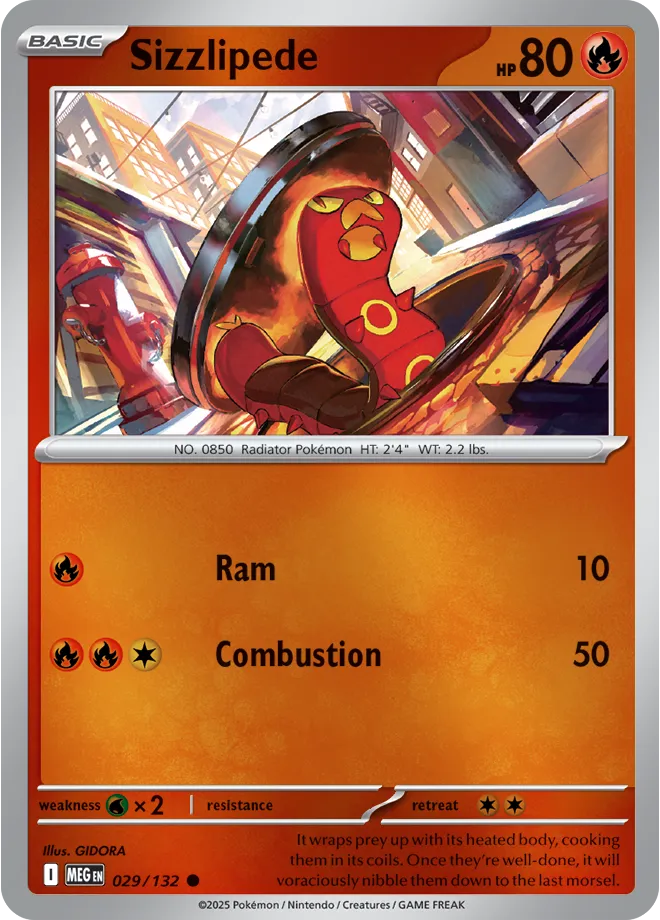 BASIC
Sizzlipede
HP 80
NO. 0850 Radiator Pokémon HT: 2'4" WT: 2.2 lbs.
Ram 10
Combustion 50
weakness ×2 resistance retreat
It wraps prey up with its heated body, cooking
them in its coils. Once they're well-done, it will
voraciously nibble them down to the last morsel.
Illus. GIDORA
I MEG EN 029/132
©2025 Pokémon / Nintendo / Creatures / GAME FREAK